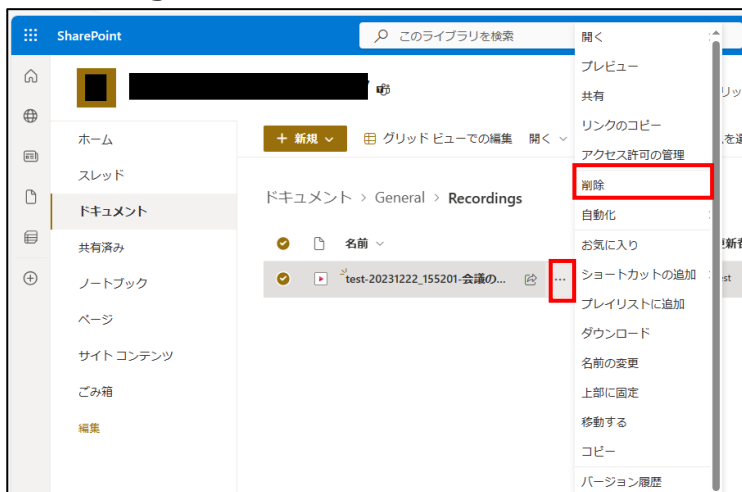 SharePoint
このライブラリを検索
ホーム
スレッド
ドキュメント
共有済み
ノートブック
ページ
サイト コンテンツ
ごみ箱
編集
+ 新規
グリッド ビューでの編集
開く
ドキュメント > General > Recordings
名前
test-20231222_155201-会議の...
...
開く
プレビュー
共有
リンクのコピー
アクセス許可の管理
削除
自動化
お気に入り
ショートカットの追加
プレイリストに追加
ダウンロード
名前の変更
上部に固定
移動する
コピー
バージョン履歴